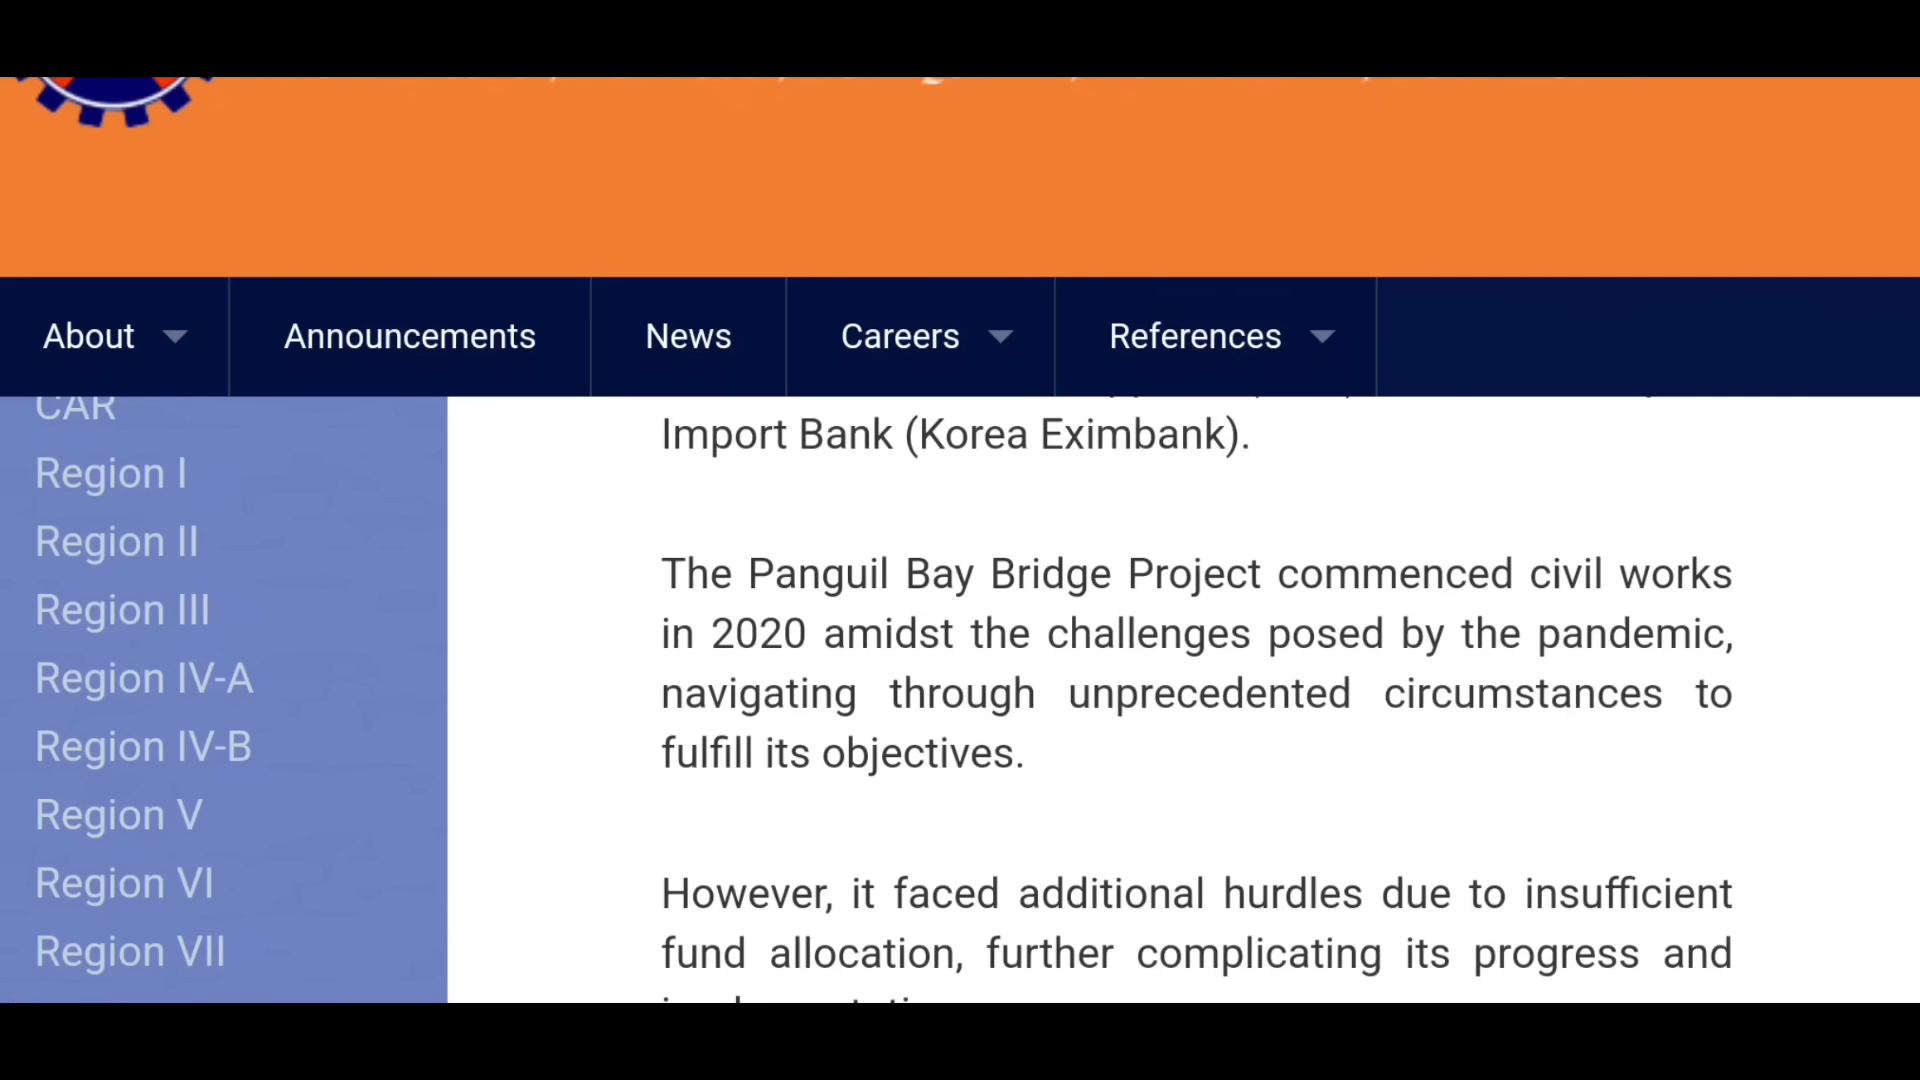 About
Announcements
News
Careers
References
CAR
Region I
Region II
Region III
Region IV-A
Region IV-B
Region V
Region VI
Region VII
Import Bank (Korea Eximbank).
The Panguil Bay Bridge Project commenced civil works
in 2020 amidst the challenges posed by the pandemic,
navigating through unprecedented circumstances to
fulfill its objectives.
However, it faced additional hurdles due to insufficient
fund allocation, further complicating its progress and